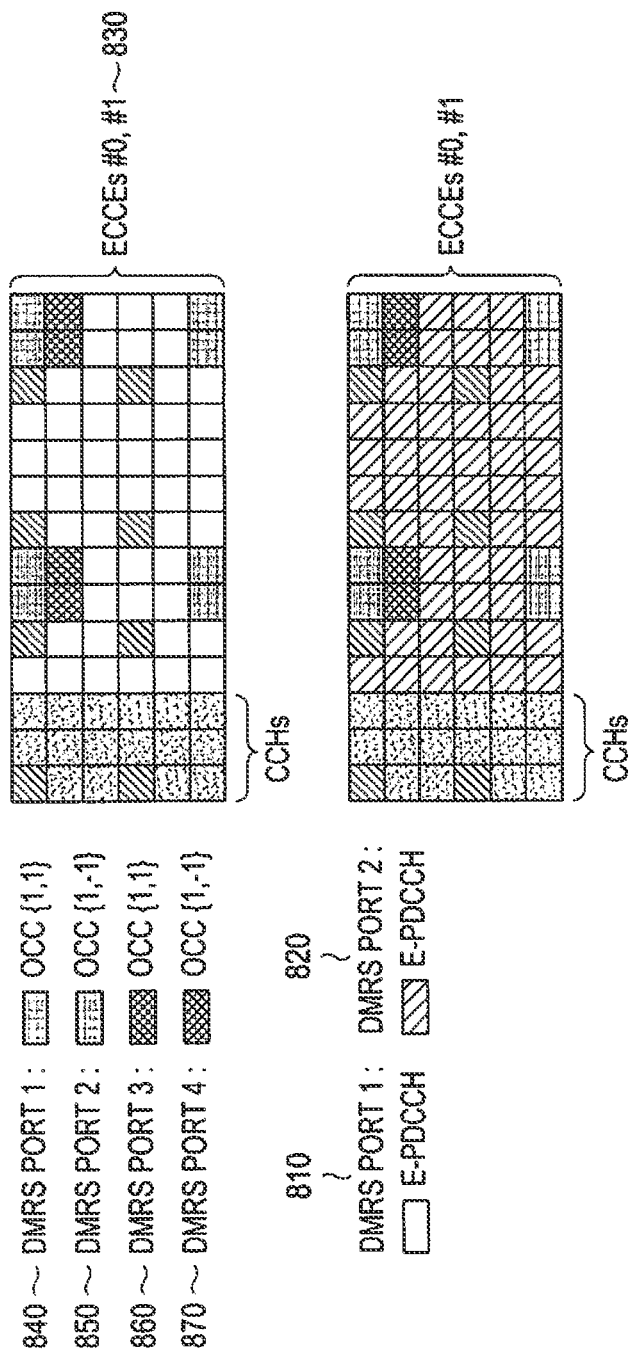 840 ~ DMRS PORT 1 : OCC {1,1}
850 ~ DMRS PORT 2 : OCC {1,-1}
860 ~ DMRS PORT 3 : OCC {1,1}
870 ~ DMRS PORT 4 : OCC {1,-1}
810
DMRS PORT 1 :
E-PDCCH
820
DMRS PORT 2 :
E-PDCCH
CCHs
ECCEs #0, #1 ~ 830
CCHs
ECCEs #0, #1